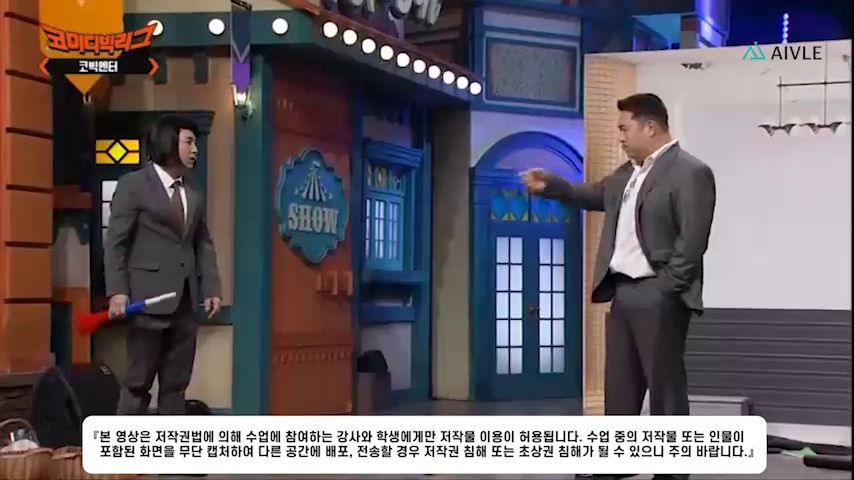 코미디빅리그
코빅엔터
AIVLE
SHOW
『본 영상은 저작권법에 의해 수업에 참여하는 강사와 학생에게만 저작물 이용이 허용됩니다. 수업 중의 저작물 또는 인물이
포함된 화면을 무단 캡처하여 다른 공간에 배포, 전송할 경우 저작권 침해 또는 초상권 침해가 될 수 있으니 주의 바랍니다.』